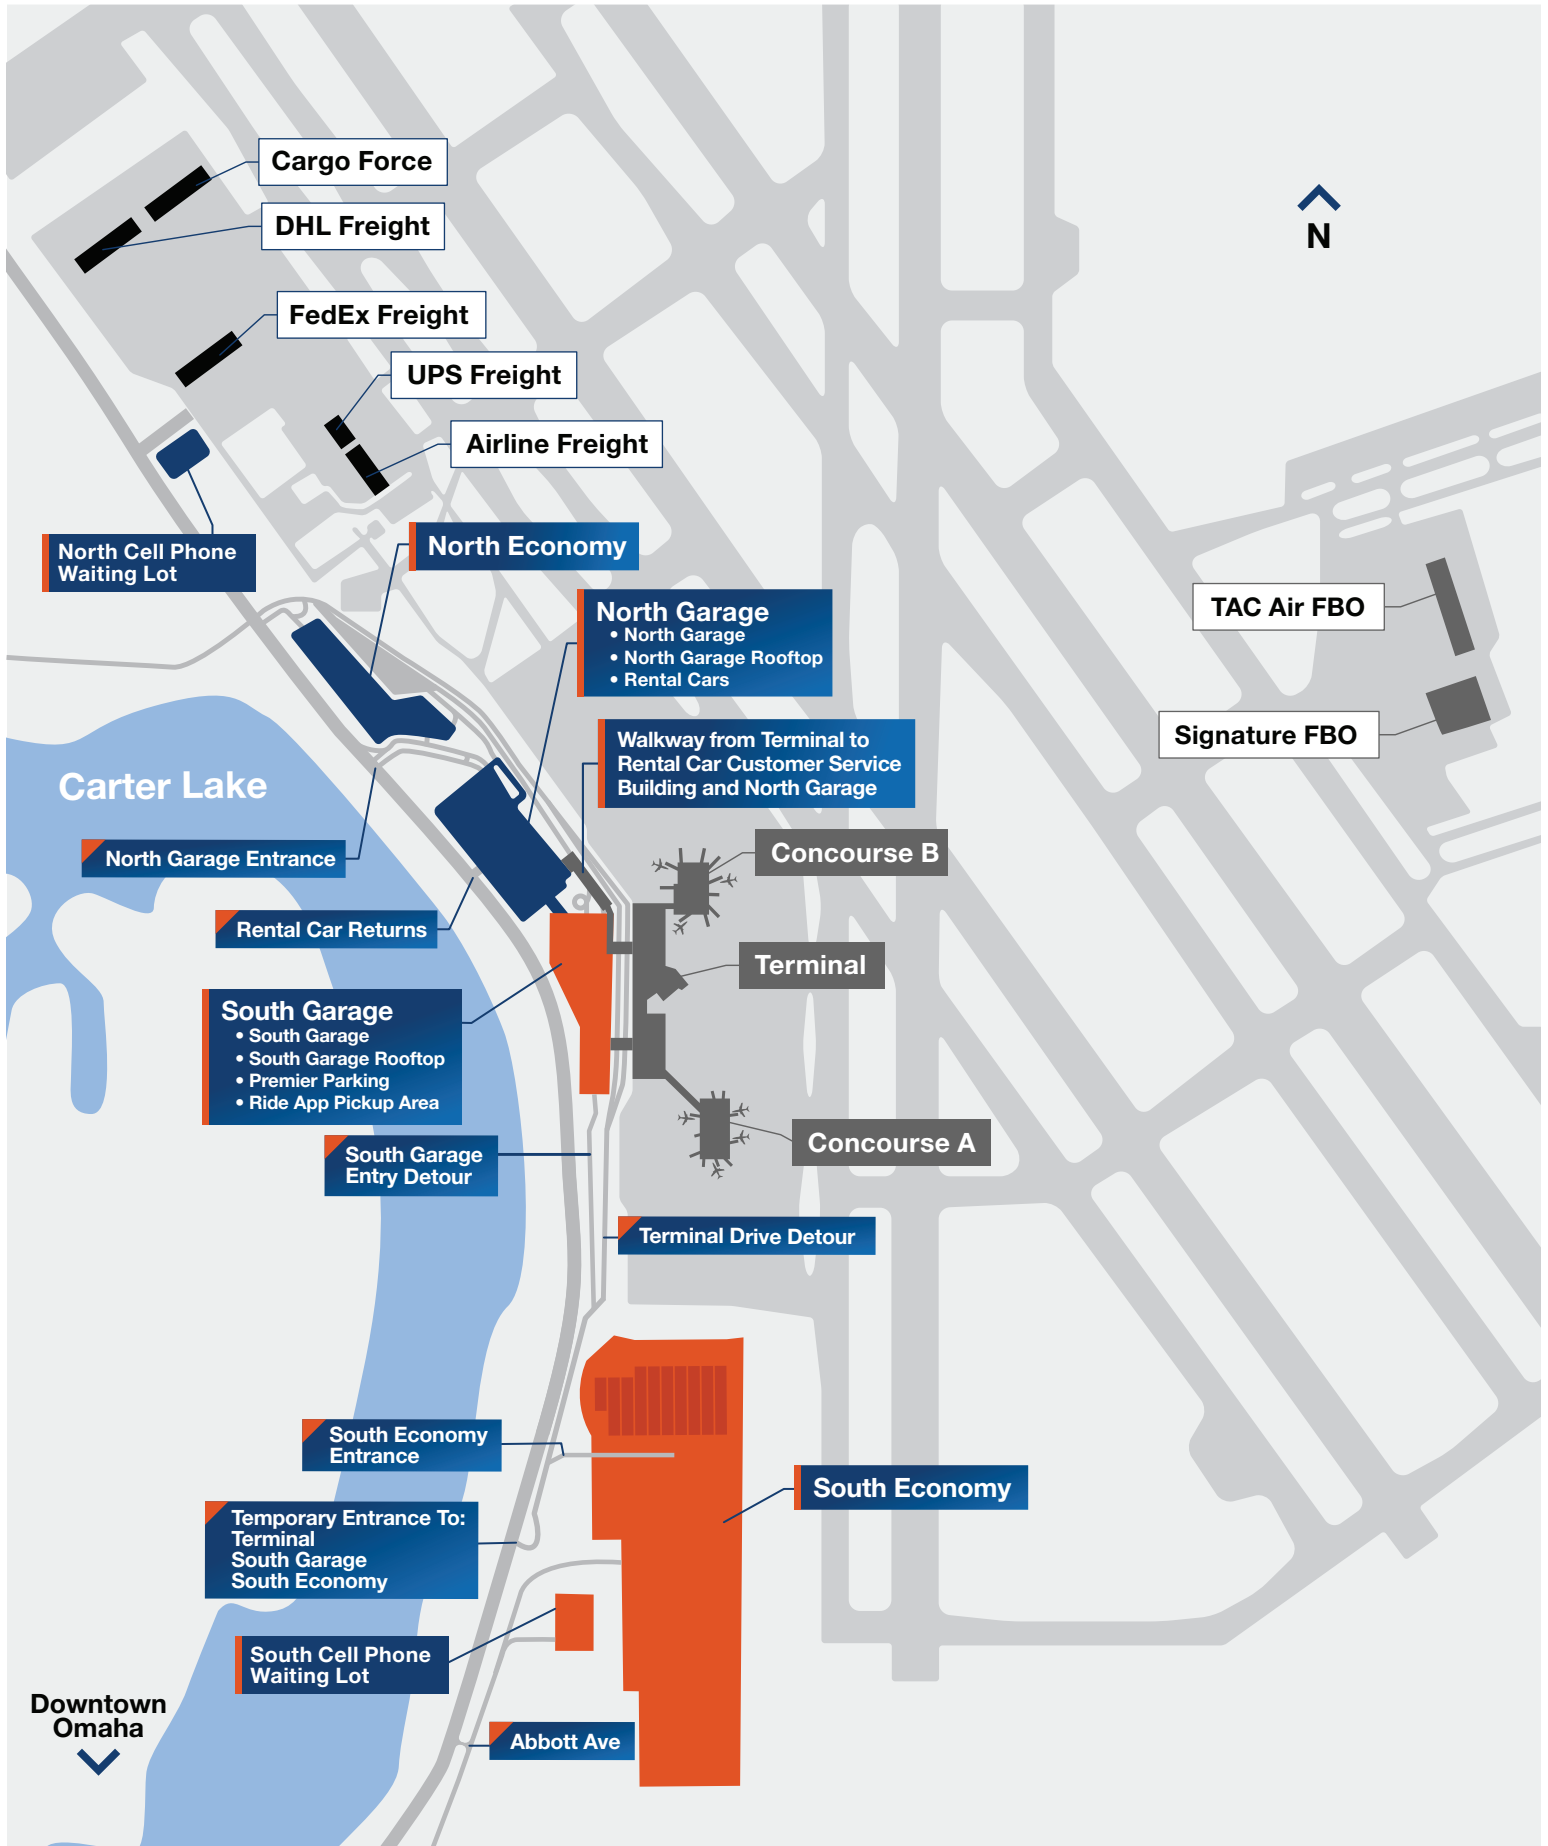 Cargo Force
DHL Freight
N
FedEx Freight
UPS Freight
Airline Freight
North Cell Phone
Waiting Lot
North Economy
North Garage
• North Garage
• North Garage Rooftop
• Rental Cars
TAC Air FBO
Signature FBO
Walkway from Terminal to
Rental Car Customer Service
Building and North Garage
Carter Lake
North Garage Entrance
Concourse B
Rental Car Returns
Terminal
South Garage
• South Garage
• South Garage Rooftop
• Premier Parking
• Ride App Pickup Area
Concourse A
South Garage
Entry Detour
Terminal Drive Detour
South Economy
Entrance
South Economy
Temporary Entrance To:
Terminal
South Garage
South Economy
South Cell Phone
Waiting Lot
Downtown
Omaha
Abbott Ave